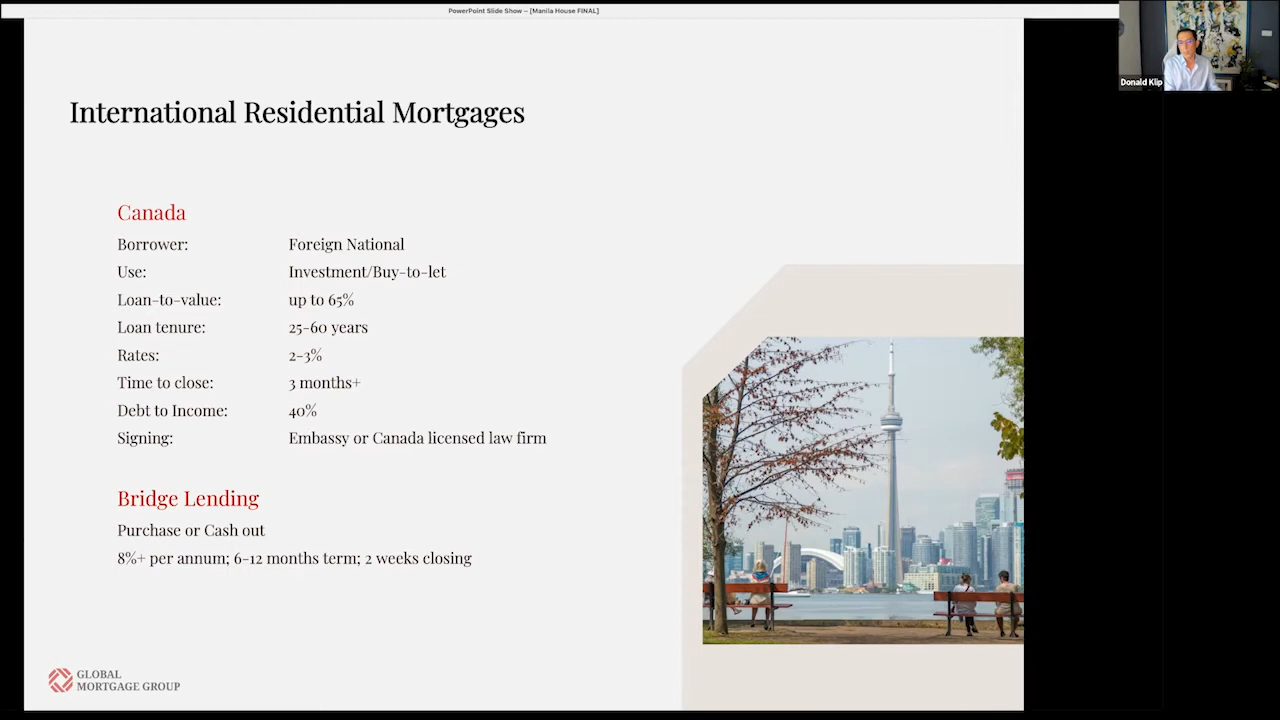 PowerPoint Slide Show – [Manila House FINAL]
Donald Klip
International Residential Mortgages
Canada
Borrower: Foreign National
Use: Investment/Buy-to-let
Loan-to-value: up to 65%
Loan tenure: 25-60 years
Rates: 2-3%
Time to close: 3 months+
Debt to Income: 40%
Signing: Embassy or Canada licensed law firm
Bridge Lending
Purchase or Cash out
8%+ per annum; 6-12 months term; 2 weeks closing
GLOBAL
MORTGAGE GROUP